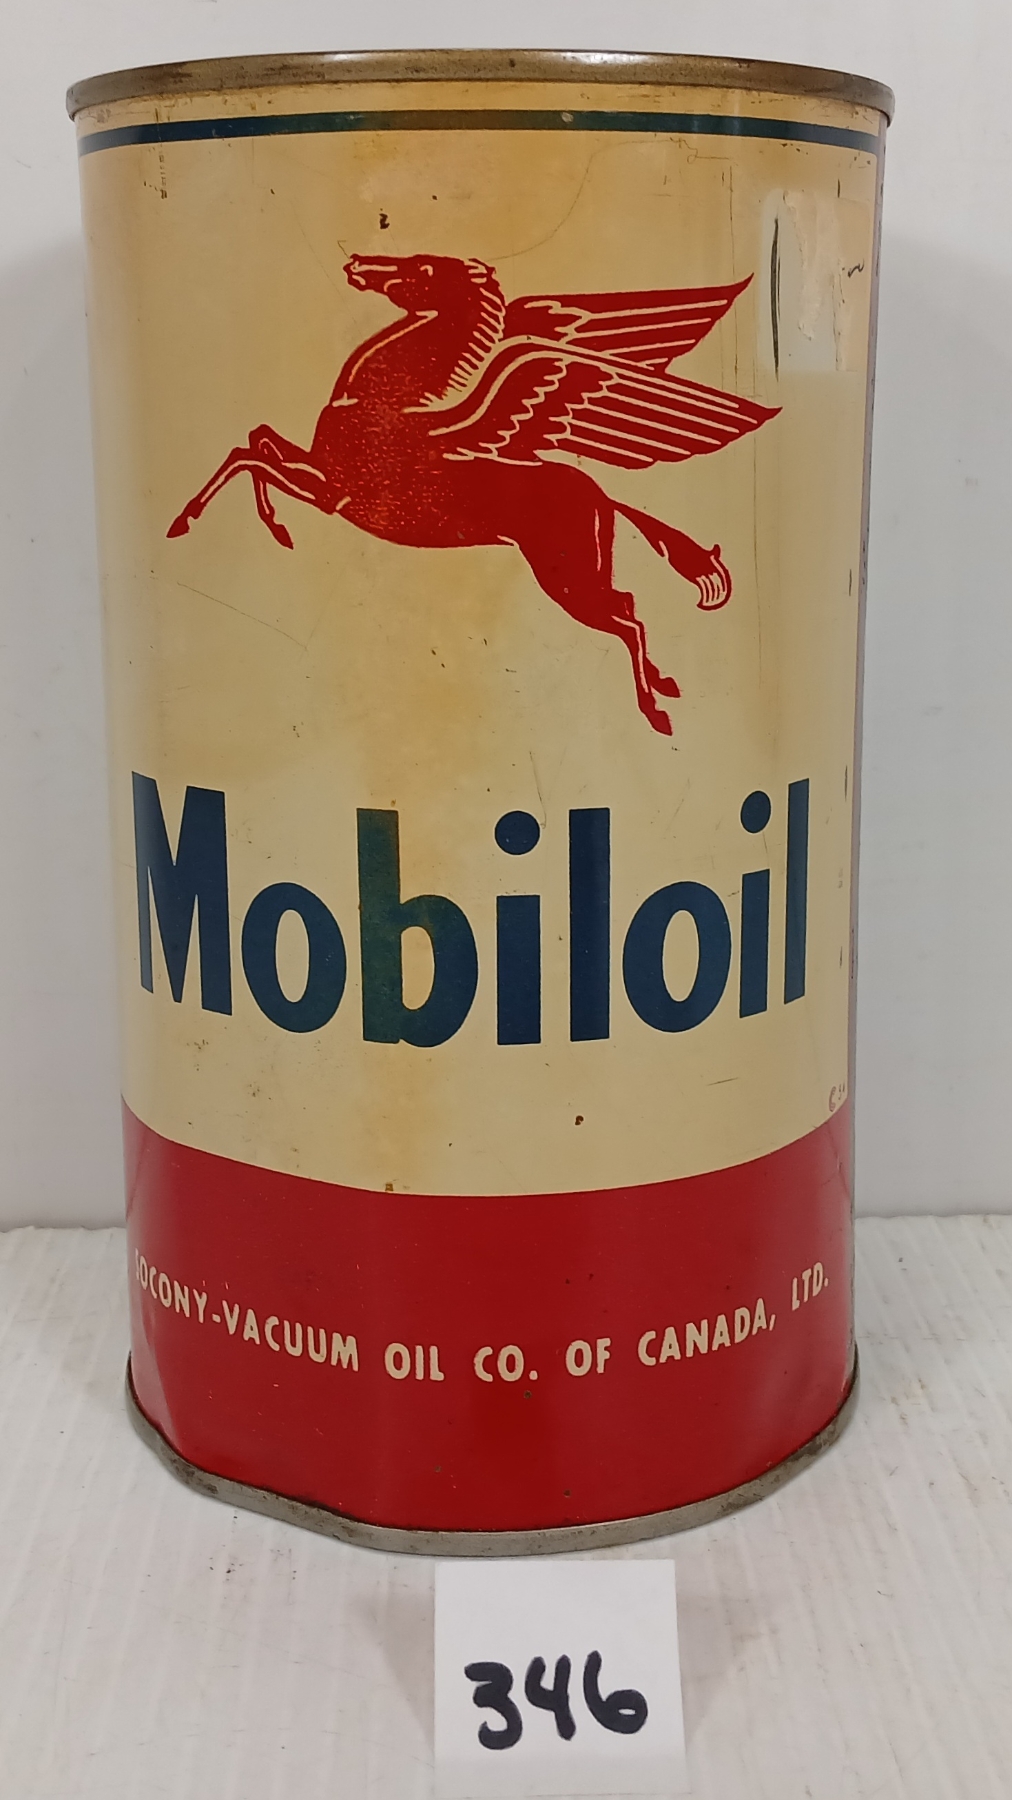 Mobiloil
SOCONY-VACUUM OIL CO. OF CANADA, LTD.
346